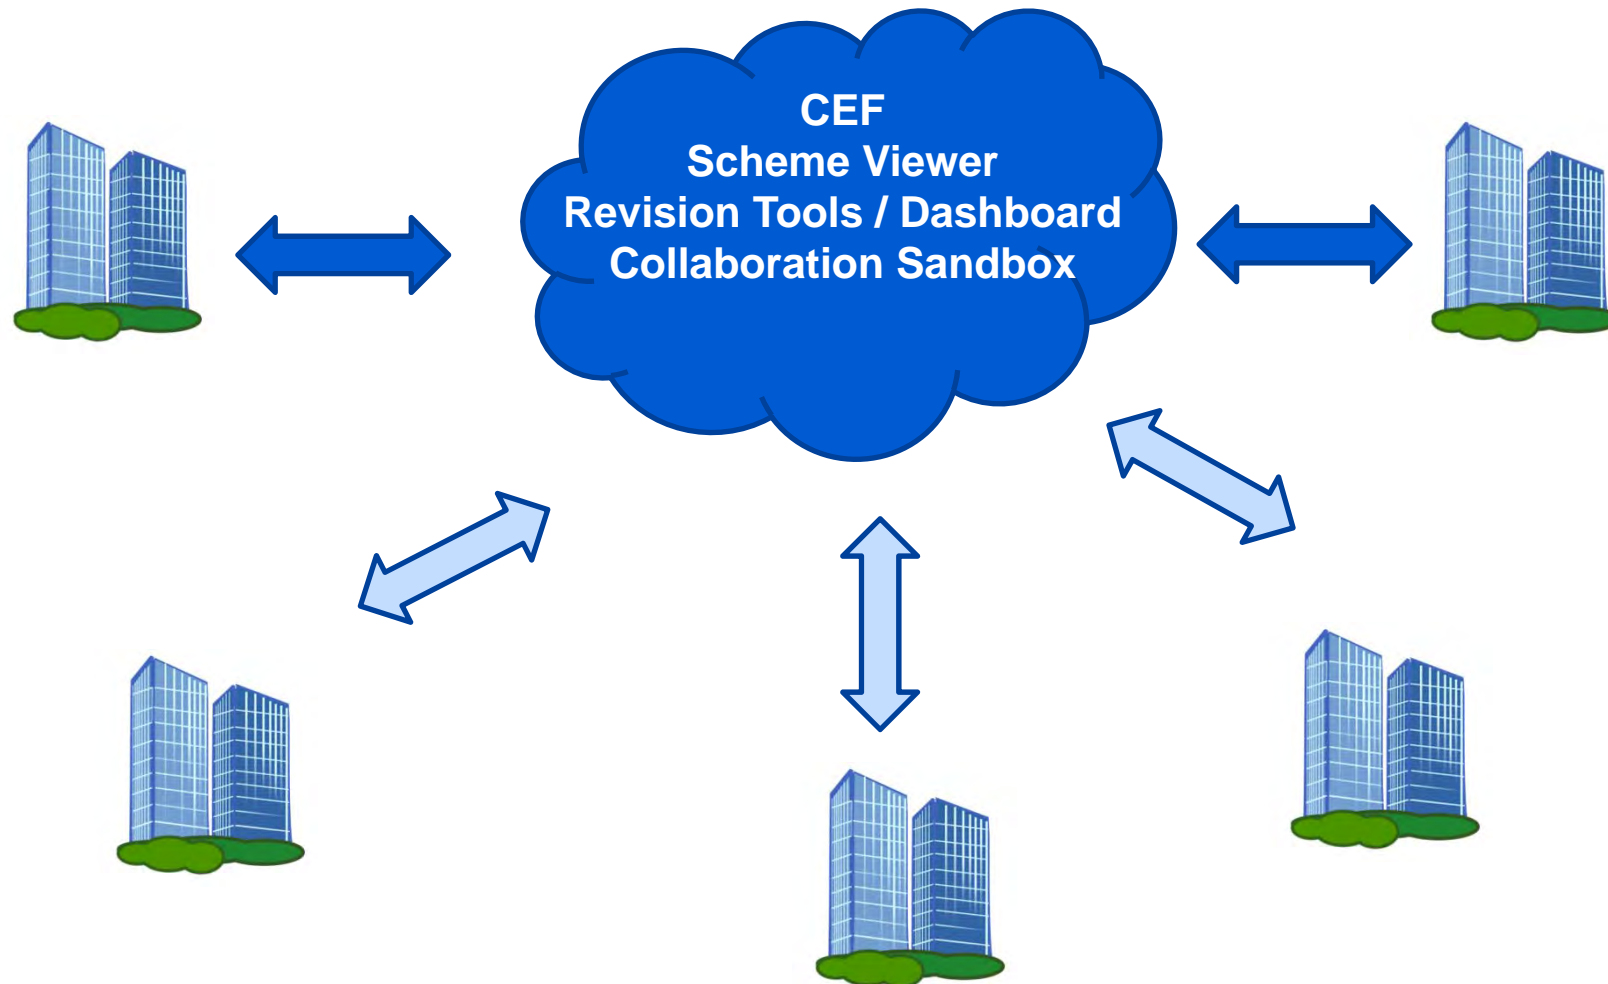 CEF
Scheme Viewer
Revision Tools / Dashboard
Collaboration Sandbox